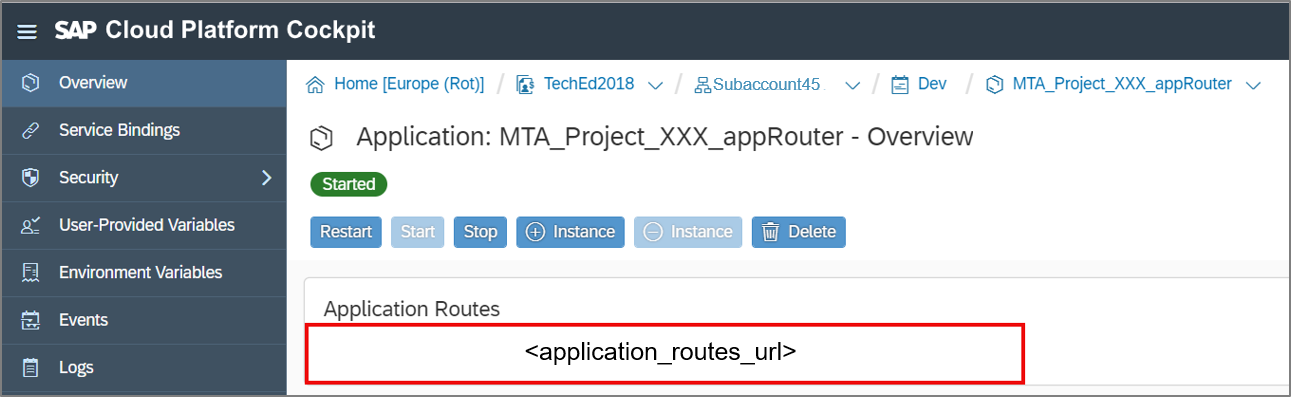 SAP Cloud Platform Cockpit
Overview
Service Bindings
Security
User-Provided Variables
Environment Variables
Events
Logs
Home [Europe (Rot)] / TechEd2018 / Subaccount45 / Dev / MTA_Project_XXX_appRouter
Application: MTA_Project_XXX_appRouter - Overview
Started
Restart Start Stop Instance Instance Delete
Application Routes
<application_routes_url>